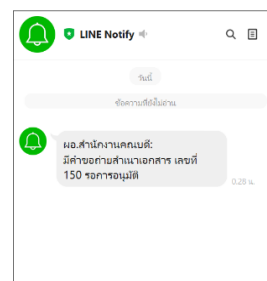 LINE Notify
วันนี้
ข้อความที่ยังไม่อ่าน
ผอ.สำนักงานคณบดี:
มีคำขอถ่ายสำเนาเอกสาร เลขที่
150 รอการอนุมัติ
0.28 น.